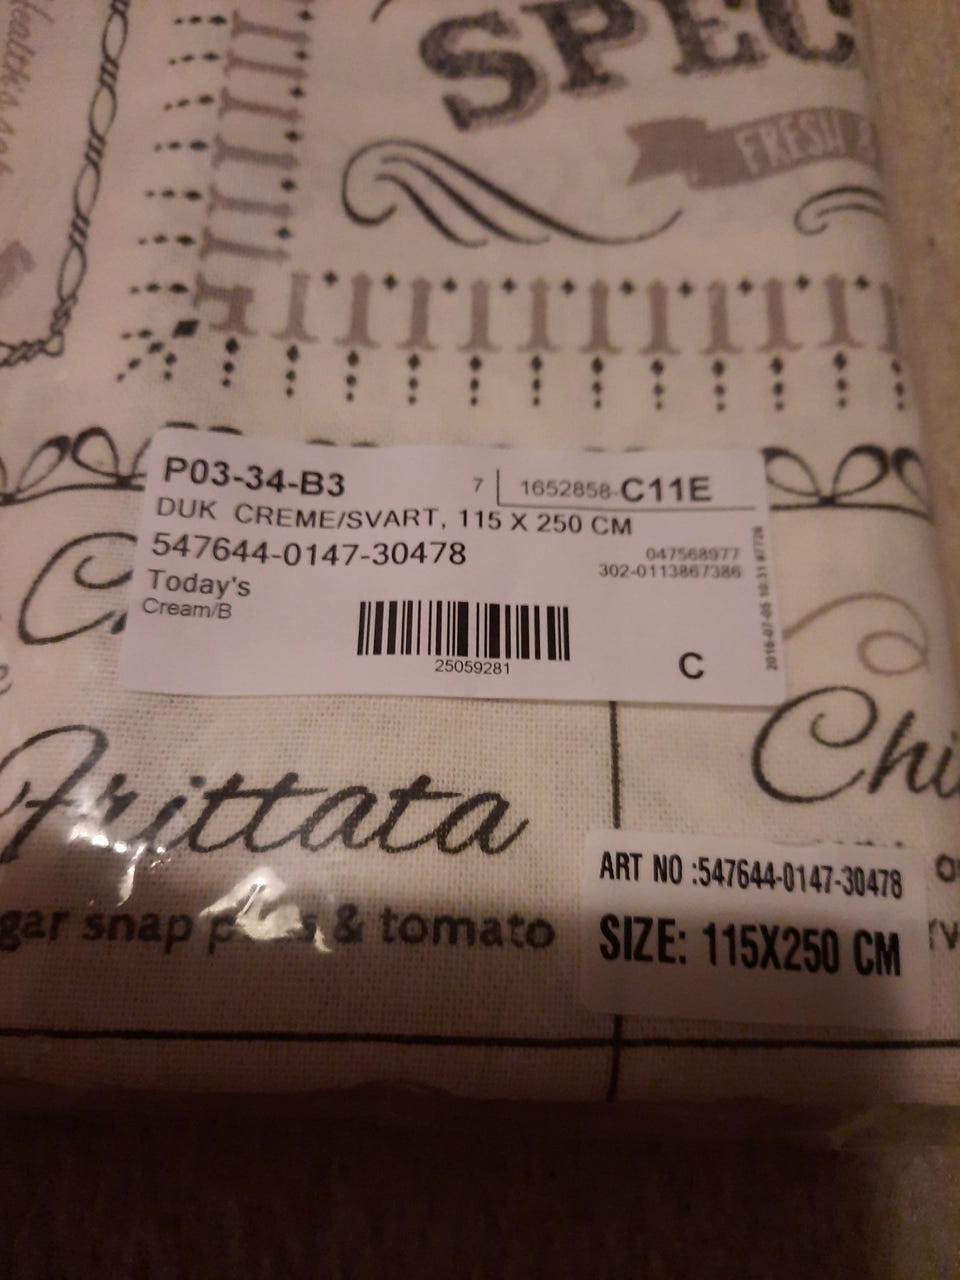 SPEC
FRESH &
P03-34-B3
7
1652858-C11E
DUK CREME/SVART, 115 X 250 CM
547644-0147-30478
047568977
302-0113867386
Today's
Cream/B
25059281
C
Chi
Frittata
gar snap & tomato
ART NO :547644-0147-30478
SIZE: 115X250 CM